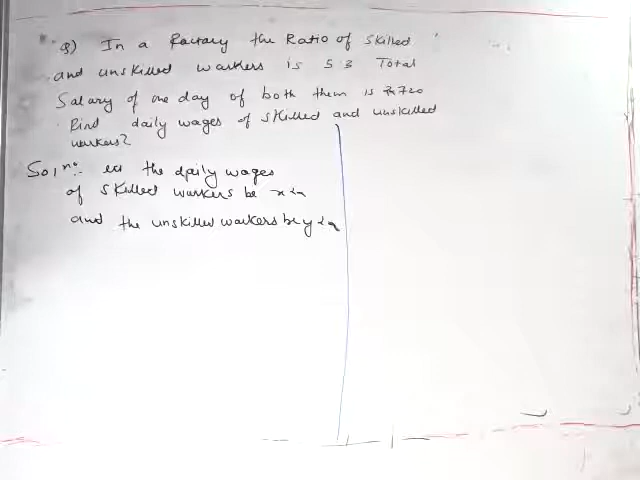 Q) In a factory the Ratio of skilled
and unskilled workers is 5 3 Total
Salary of one day of both them is ₹720
Find daily wages of skilled and unskilled
workers?
Soln:- let the daily wages
of skilled workers be x
and the unskilled workers be y